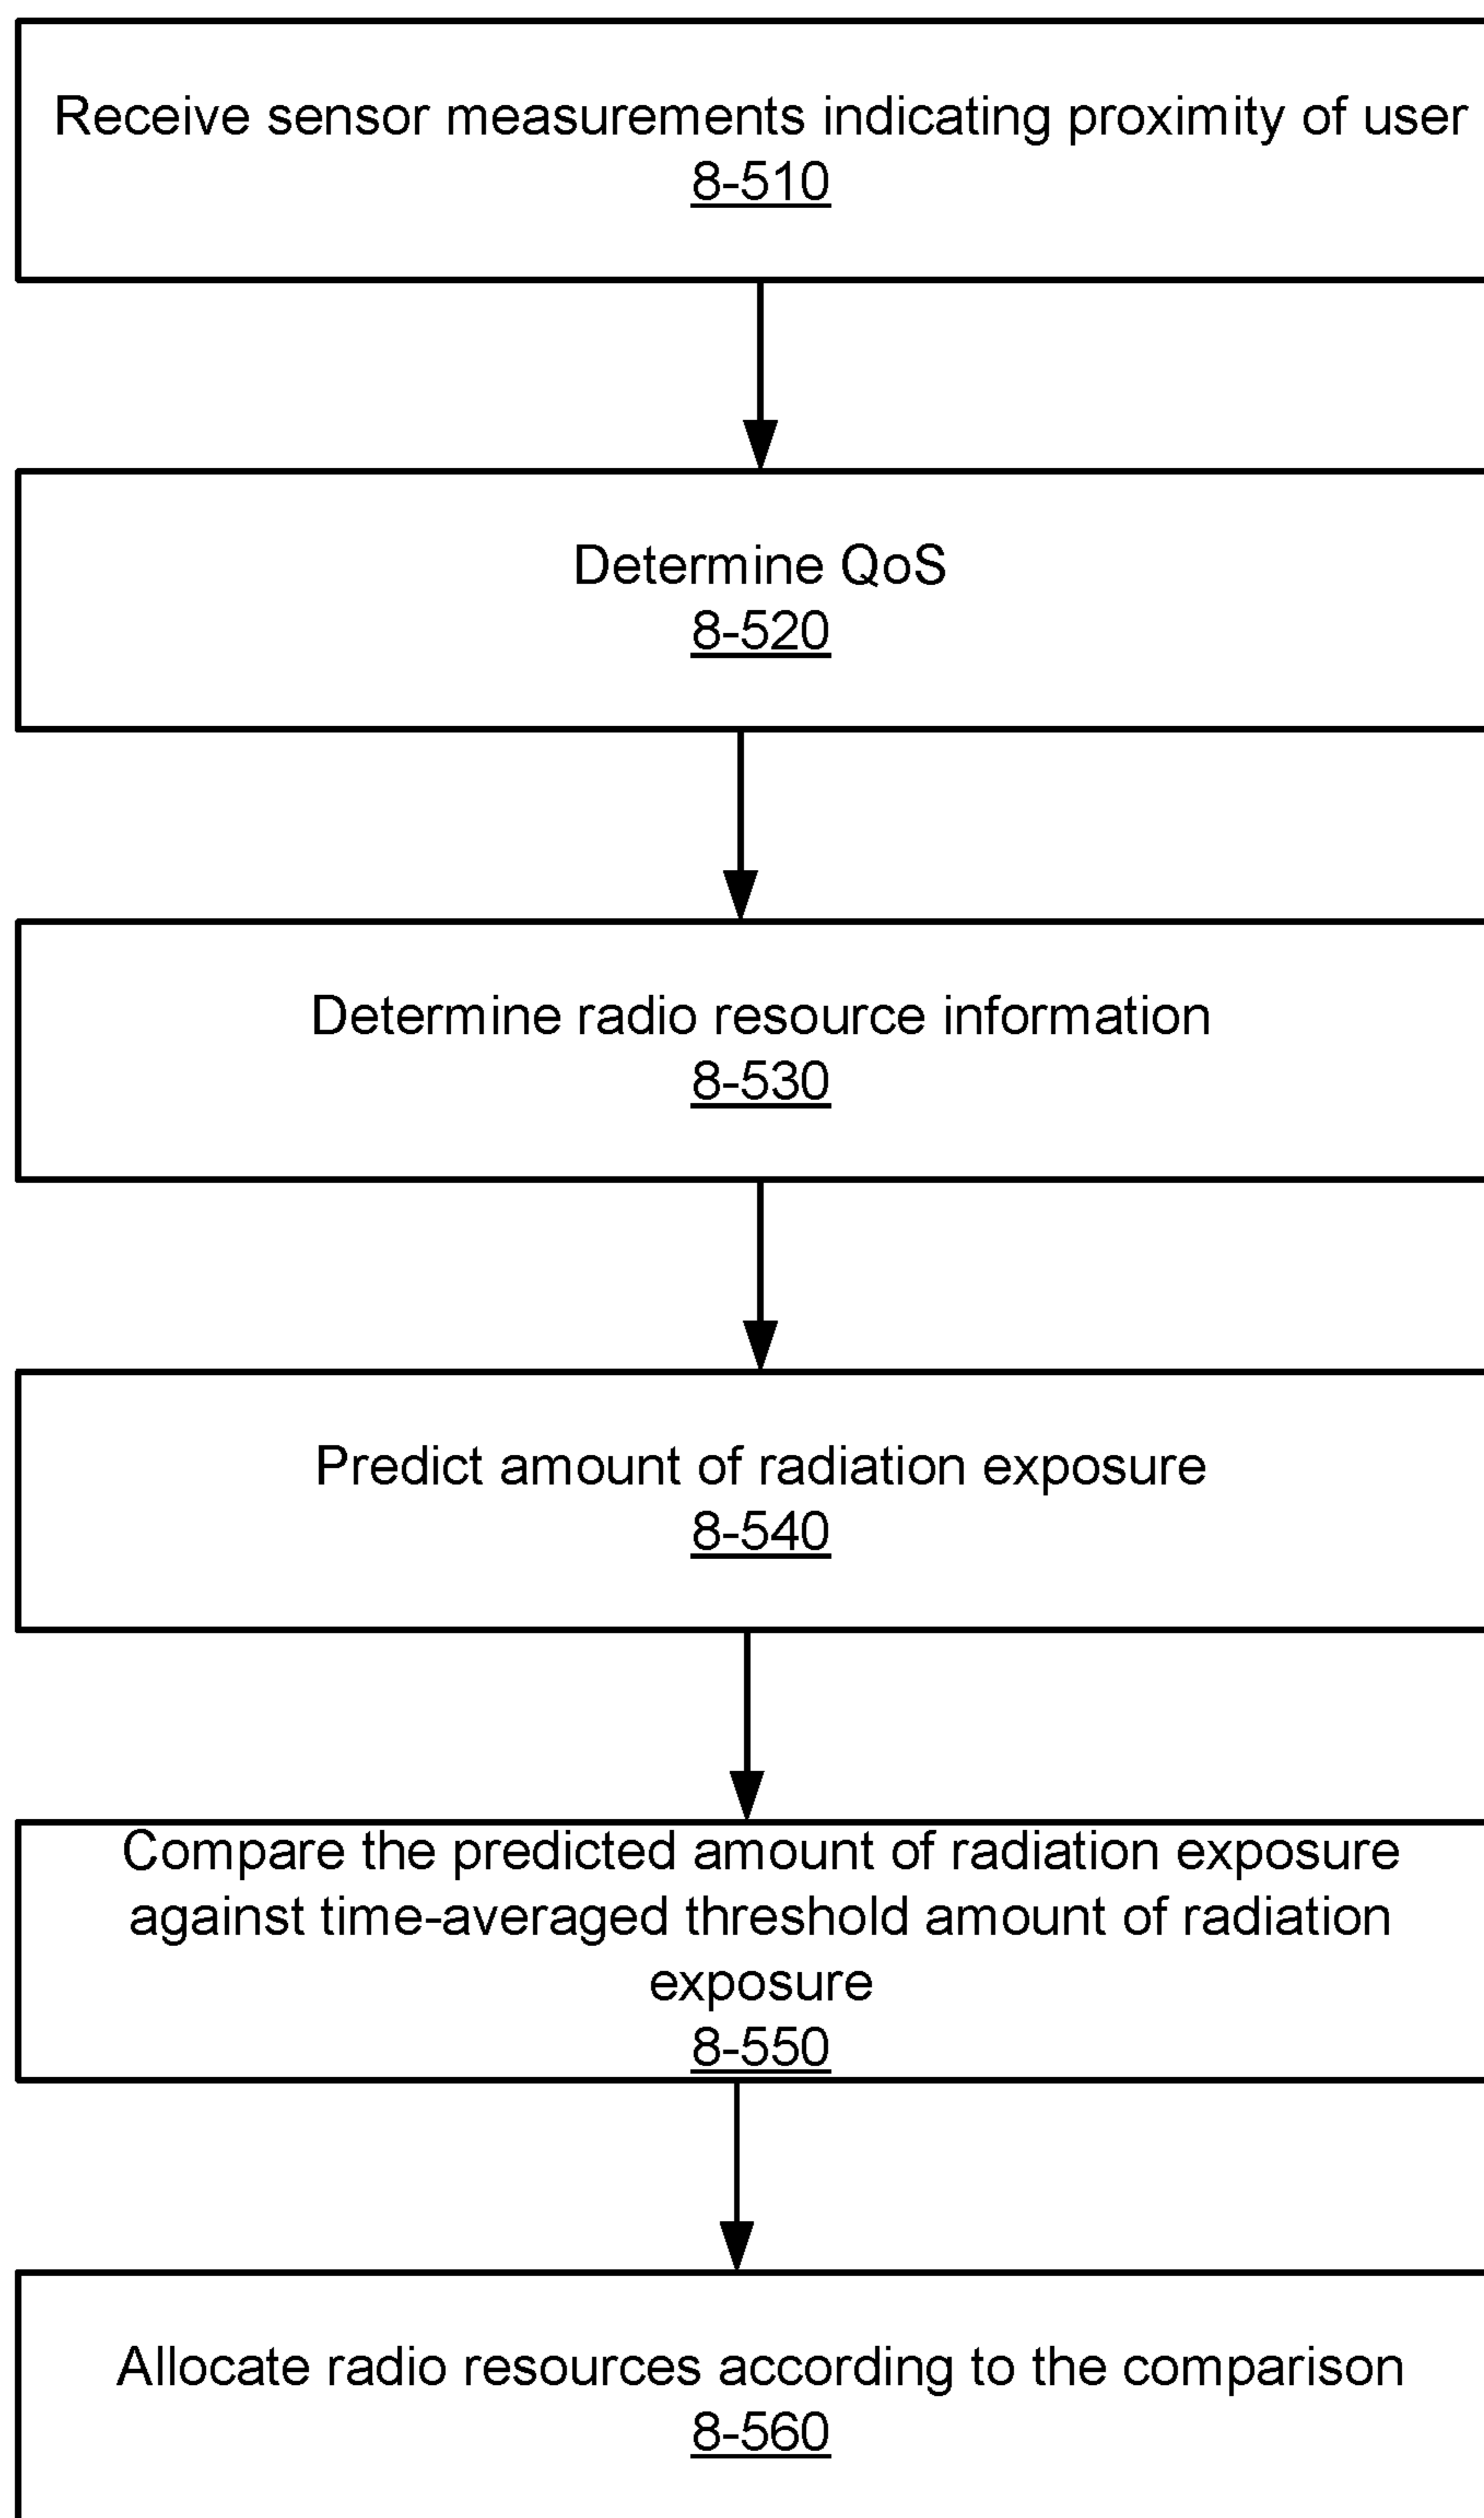 Receive sensor measurements indicating proximity of user
8-510
Determine QoS
8-520
Determine radio resource information
8-530
Predict amount of radiation exposure
8-540
Compare the predicted amount of radiation exposure
against time-averaged threshold amount of radiation
exposure
8-550
Allocate radio resources according to the comparison
8-560